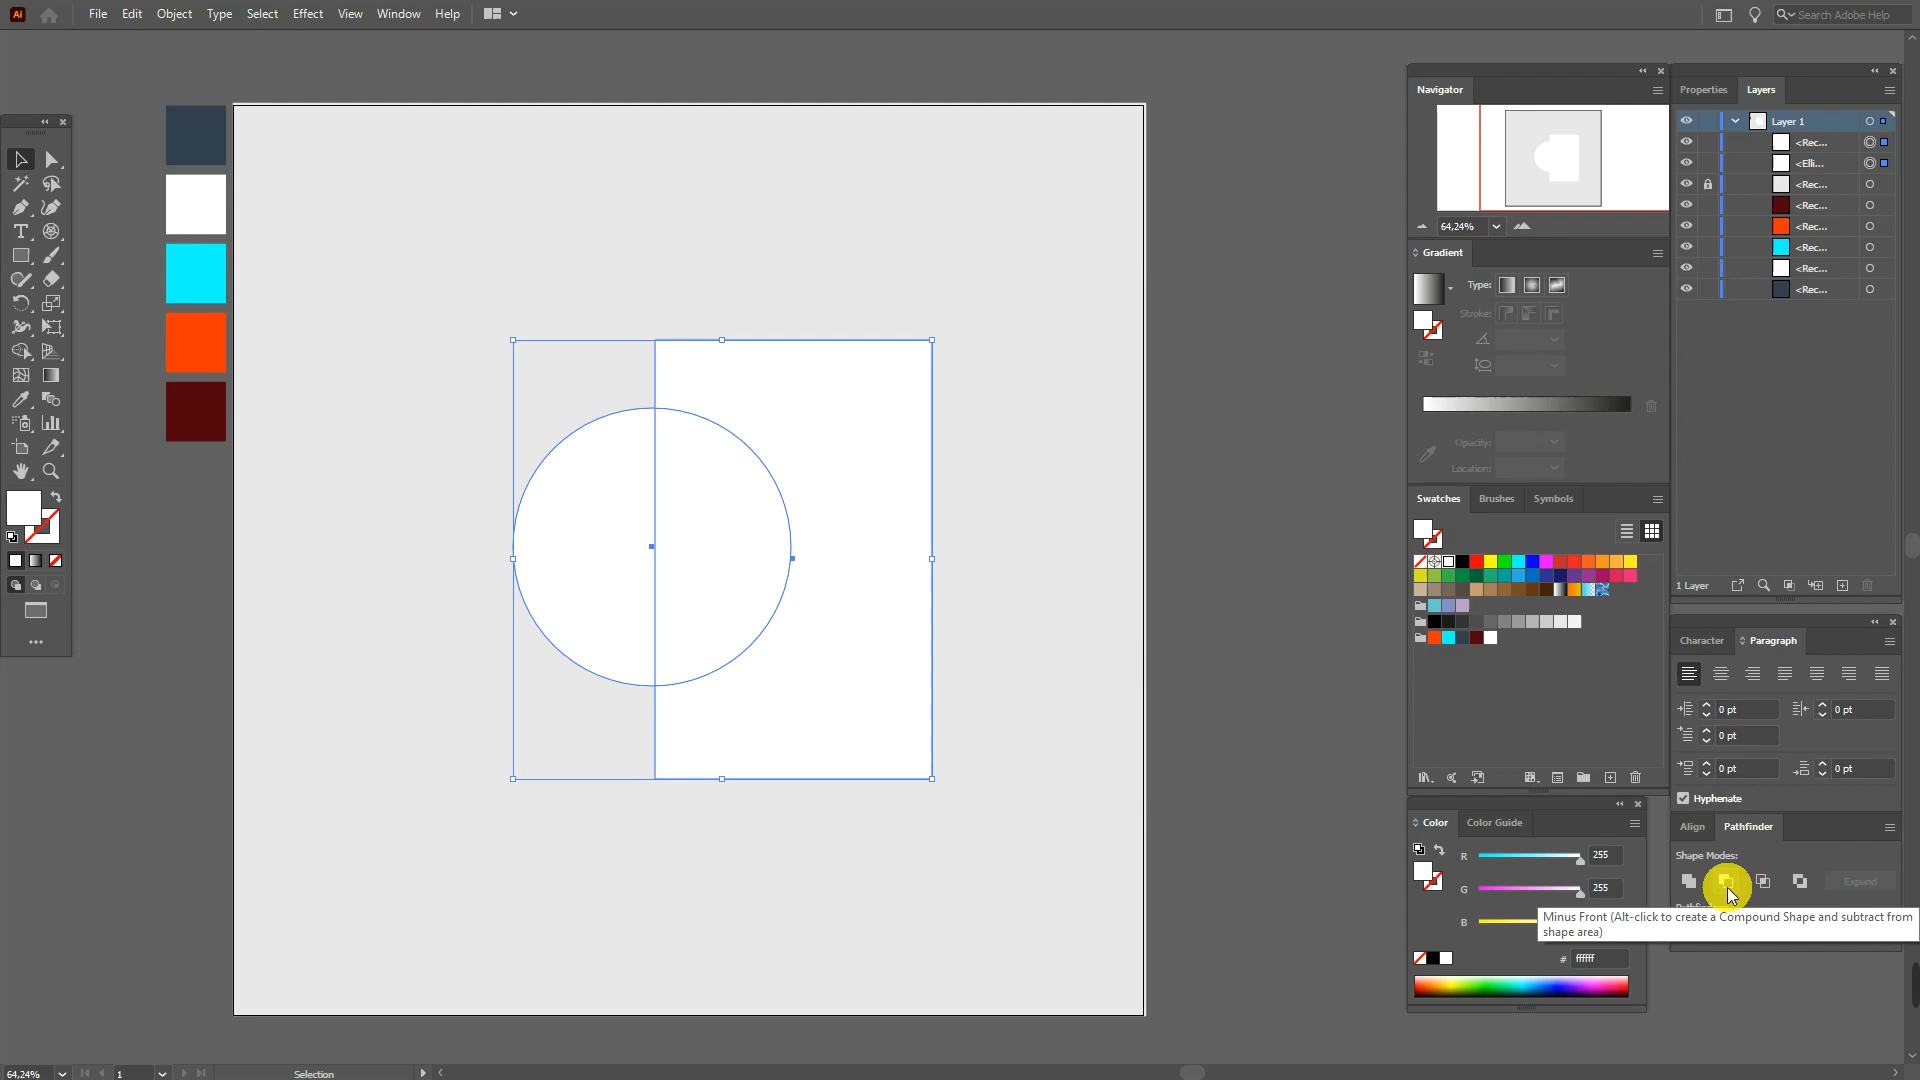 Ai File Edit Object Type Select Effect View Window Help Search Adobe Help
Navigator
64,24%
Gradient
Type:
Stroke:
Opacity:
Location:
Swatches Brushes Symbols
Color Color Guide
R 255
G 255
B
# ffffff
Properties Layers
Layer 1
<Rec...
<Elli...
<Rec...
<Rec...
<Rec...
<Rec...
<Rec...
<Rec...
1 Layer
Character Paragraph
0 pt 0 pt
0 pt
0 pt 0 pt
Hyphenate
Align Pathfinder
Shape Modes:
Expand
Minus Front (Alt-click to create a Compound Shape and subtract from
shape area)
64,24% 1 Selection